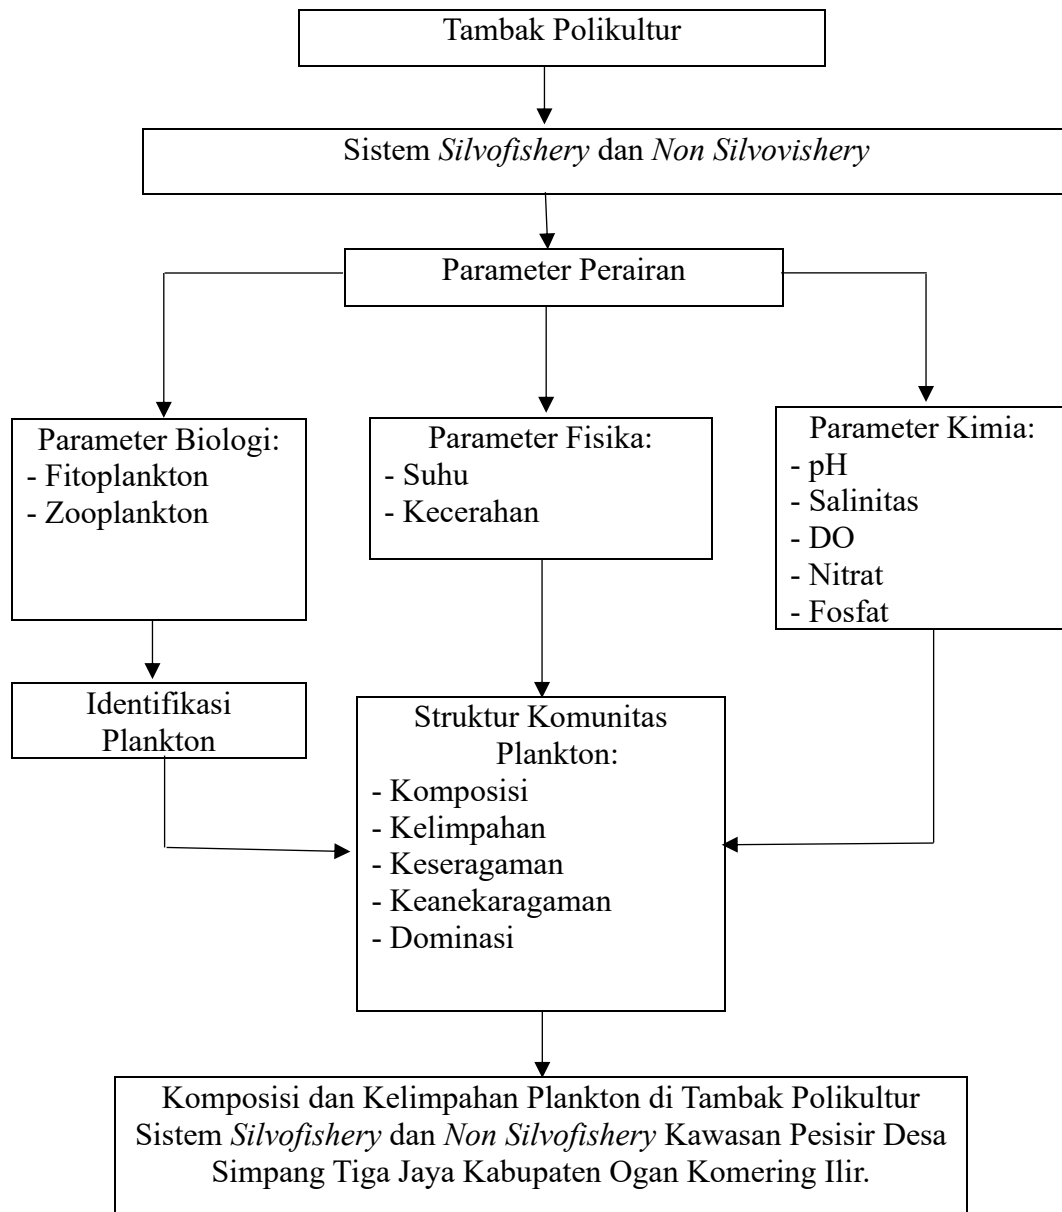 Tambak Polikultur
Sistem Silvofishery dan Non Silvovishery
Parameter Perairan
Parameter Biologi:
- Fitoplankton
- Zooplankton
Parameter Fisika:
- Suhu
- Kecerahan
Parameter Kimia:
- pH
- Salinitas
- DO
- Nitrat
- Fosfat
Identifikasi
Plankton
Struktur Komunitas
Plankton:
- Komposisi
- Kelimpahan
- Keseragaman
- Keanekaragaman
- Dominasi
Komposisi dan Kelimpahan Plankton di Tambak Polikultur
Sistem Silvofishery dan Non Silvofishery Kawasan Pesisir Desa
Simpang Tiga Jaya Kabupaten Ogan Komering Ilir.